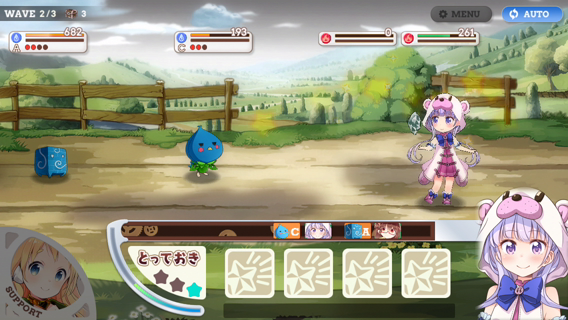 WAVE 2/3 3
MENU
AUTO
682
A
193
C
0
261
C
A
とっておき
SUPPORT